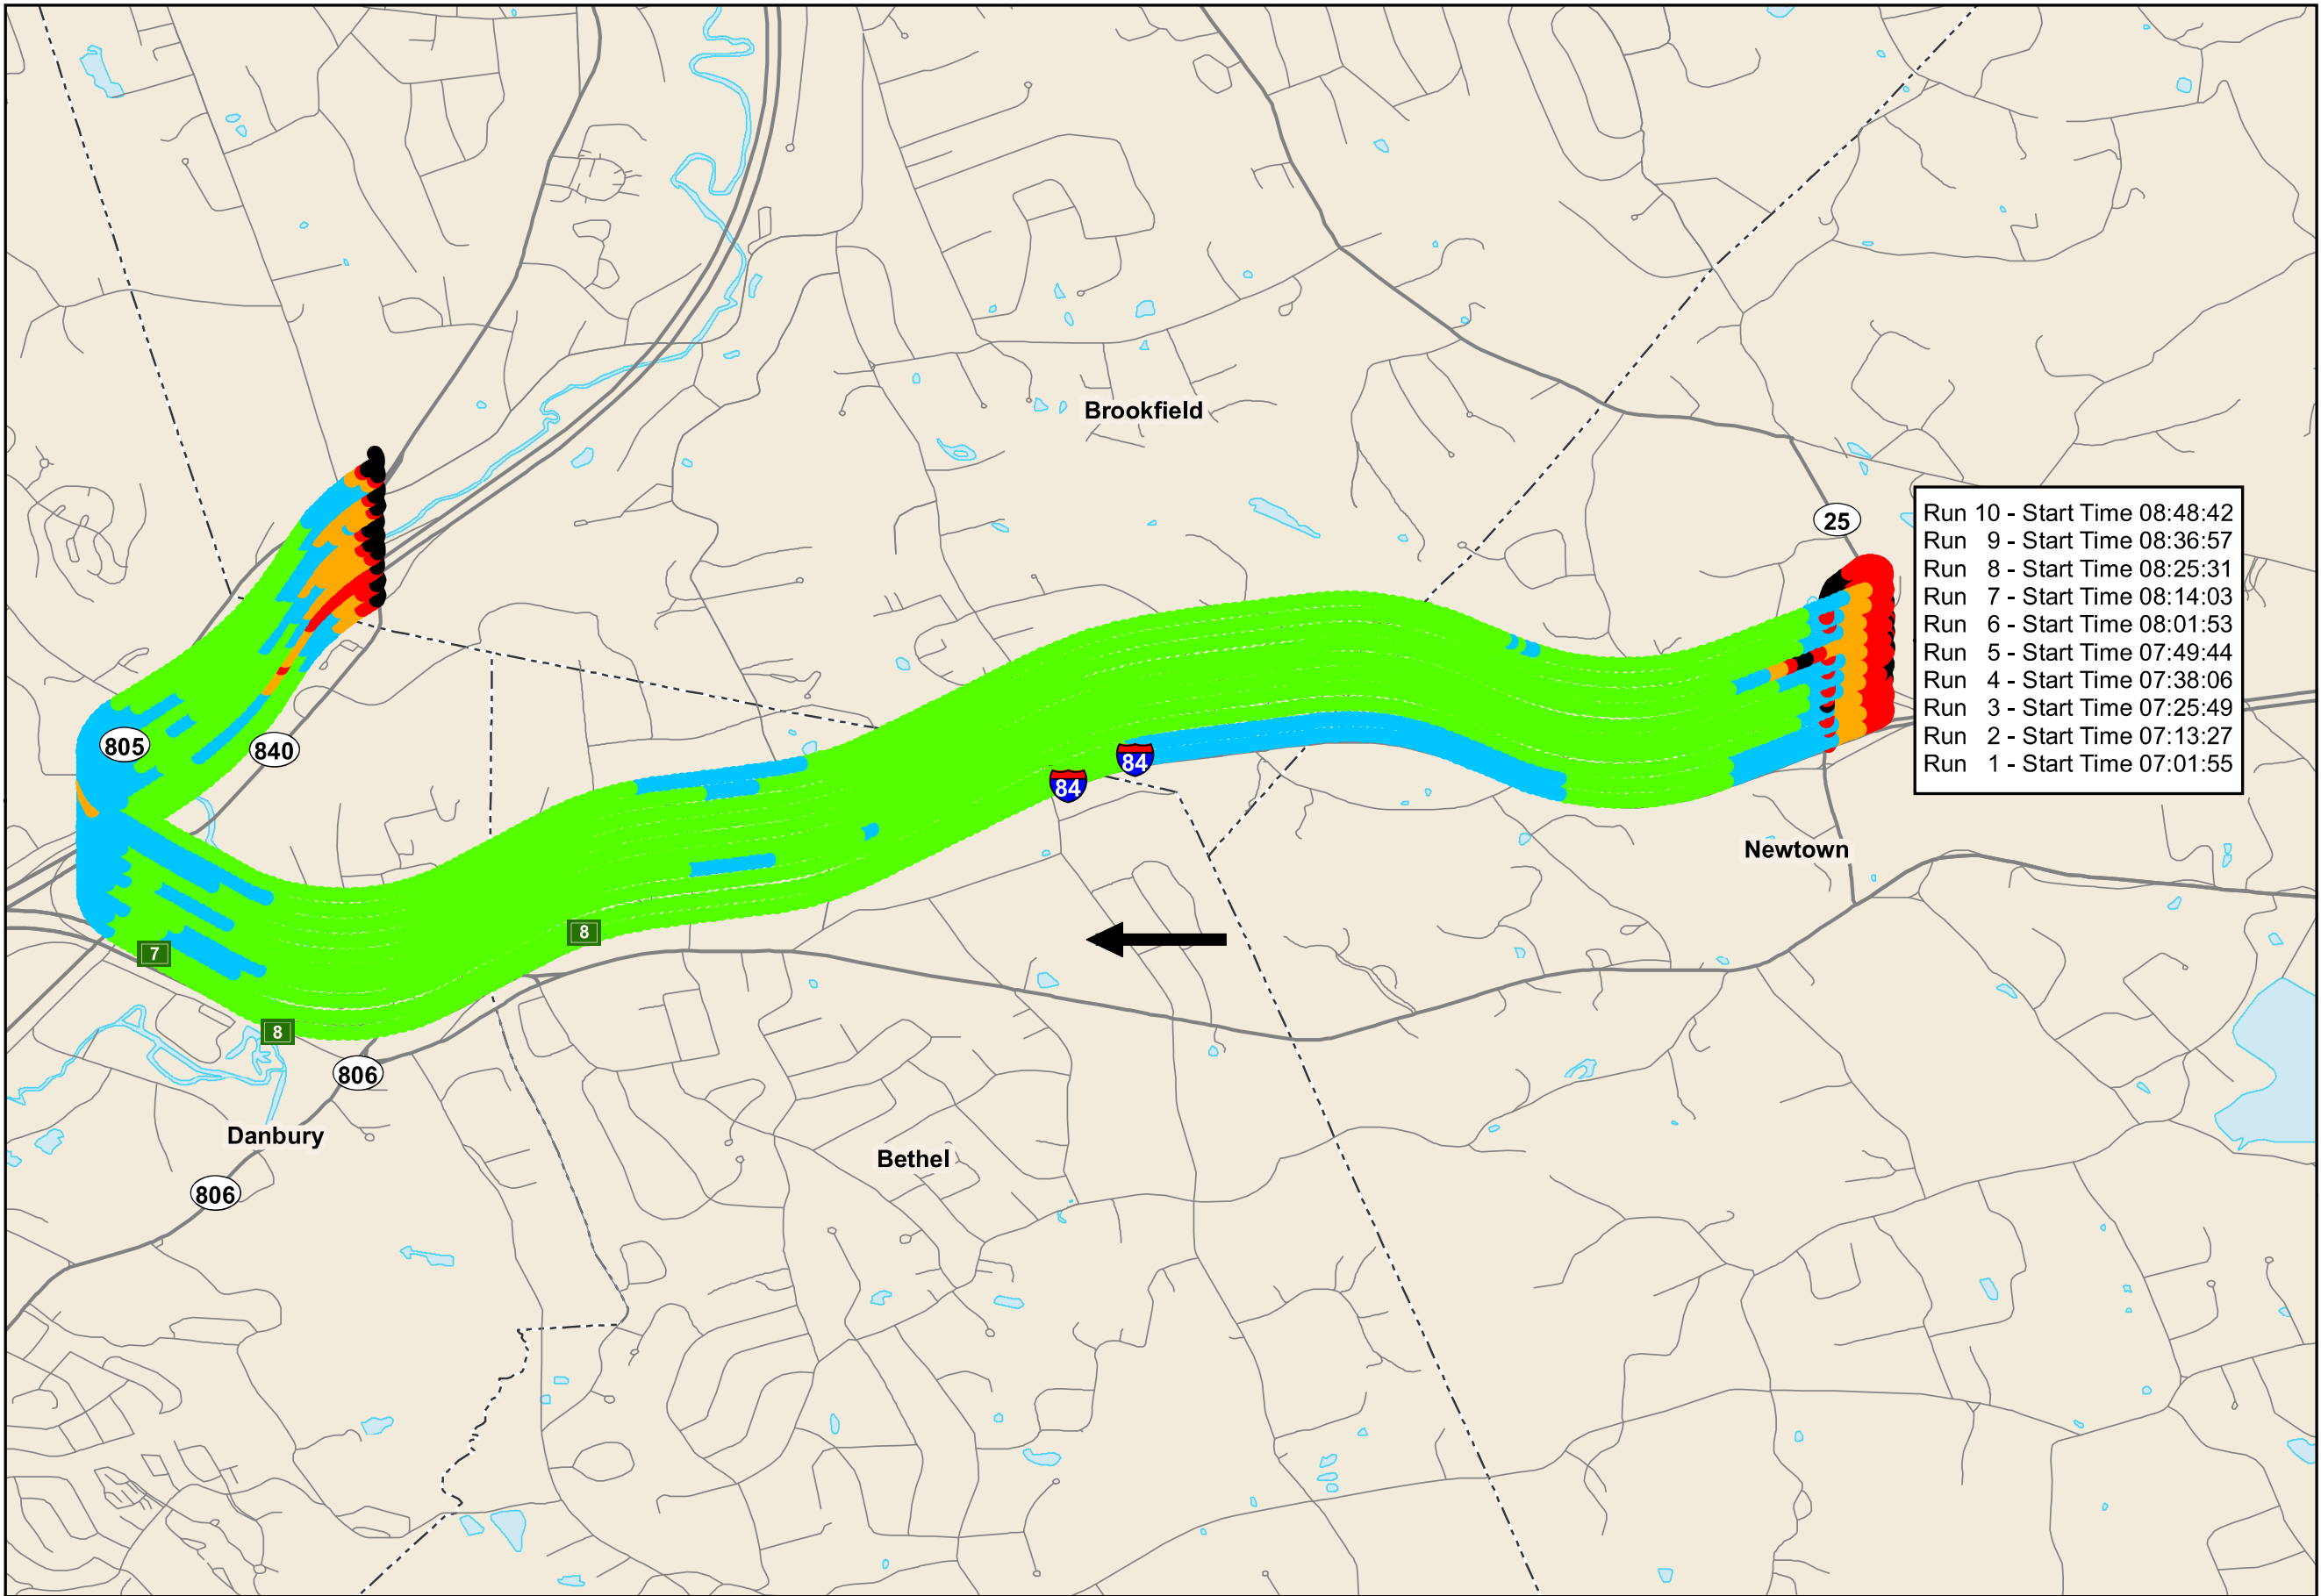 Brookfield
25
Run 10 - Start Time 08:48:42
Run 9 - Start Time 08:36:57
Run 8 - Start Time 08:25:31
Run 7 - Start Time 08:14:03
Run 6 - Start Time 08:01:53
Run 5 - Start Time 07:49:44
Run 4 - Start Time 07:38:06
Run 3 - Start Time 07:25:49
Run 2 - Start Time 07:13:27
Run 1 - Start Time 07:01:55
805
840
84
84
Newtown
8
7
8
806
Danbury
Bethel
806